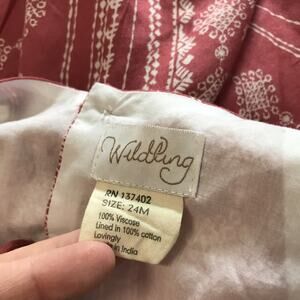 Wildling
RN 137402
SIZE: 24M
100% Viscose
Lined in 100% cotton
Lovingly
in India